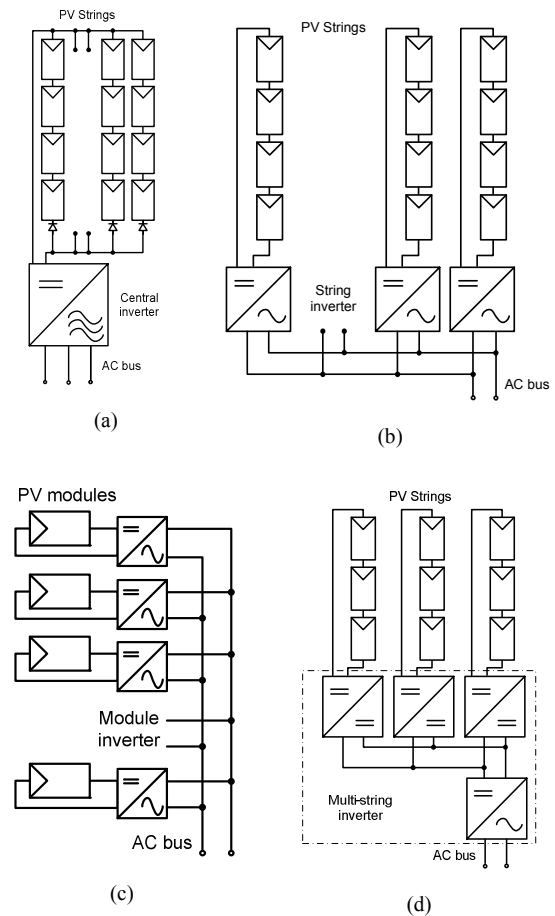 PV Strings
Central
inverter
AC bus
(a)
PV Strings
String
inverter
AC bus
(b)
PV modules
Module
inverter
AC bus
(c)
PV Strings
Multi-string
inverter
AC bus
(d)